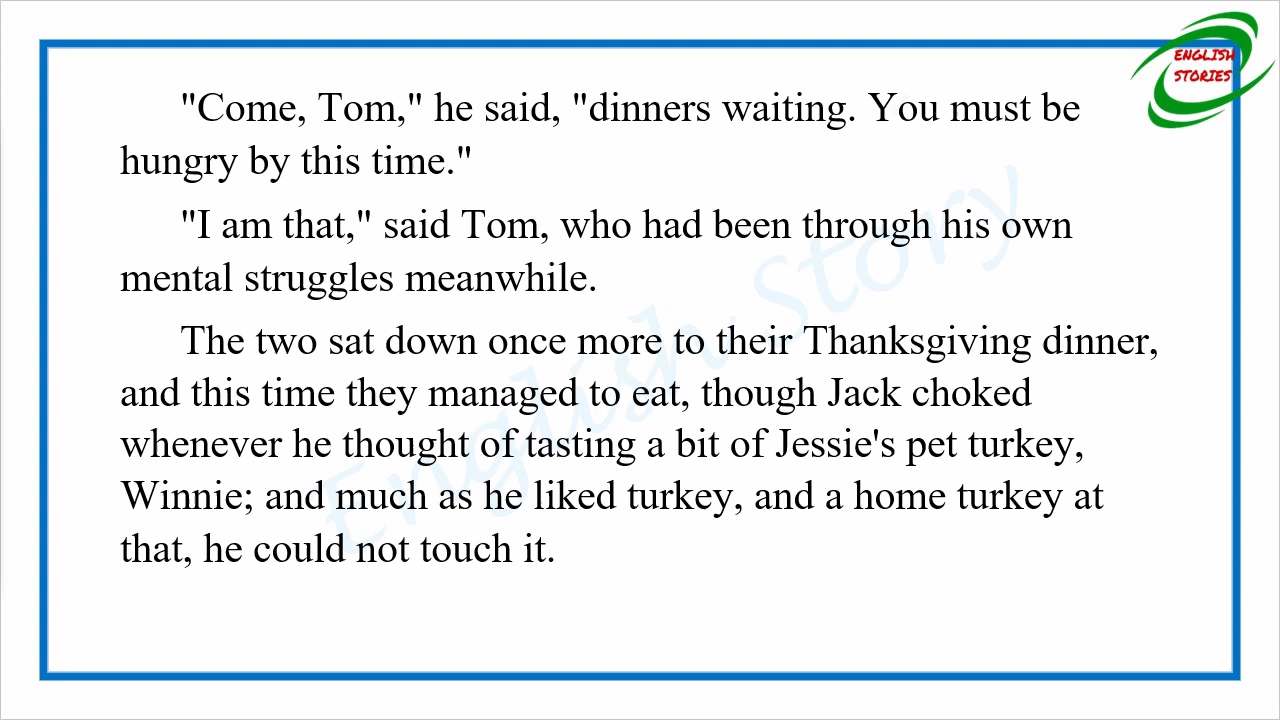 ENGLISH
STORIES
"Come, Tom," he said, "dinners waiting. You must be
hungry by this time."
"I am that," said Tom, who had been through his own
mental struggles meanwhile.
The two sat down once more to their Thanksgiving dinner,
and this time they managed to eat, though Jack choked
whenever he thought of tasting a bit of Jessie's pet turkey,
Winnie; and much as he liked turkey, and a home turkey at
that, he could not touch it.
English Story